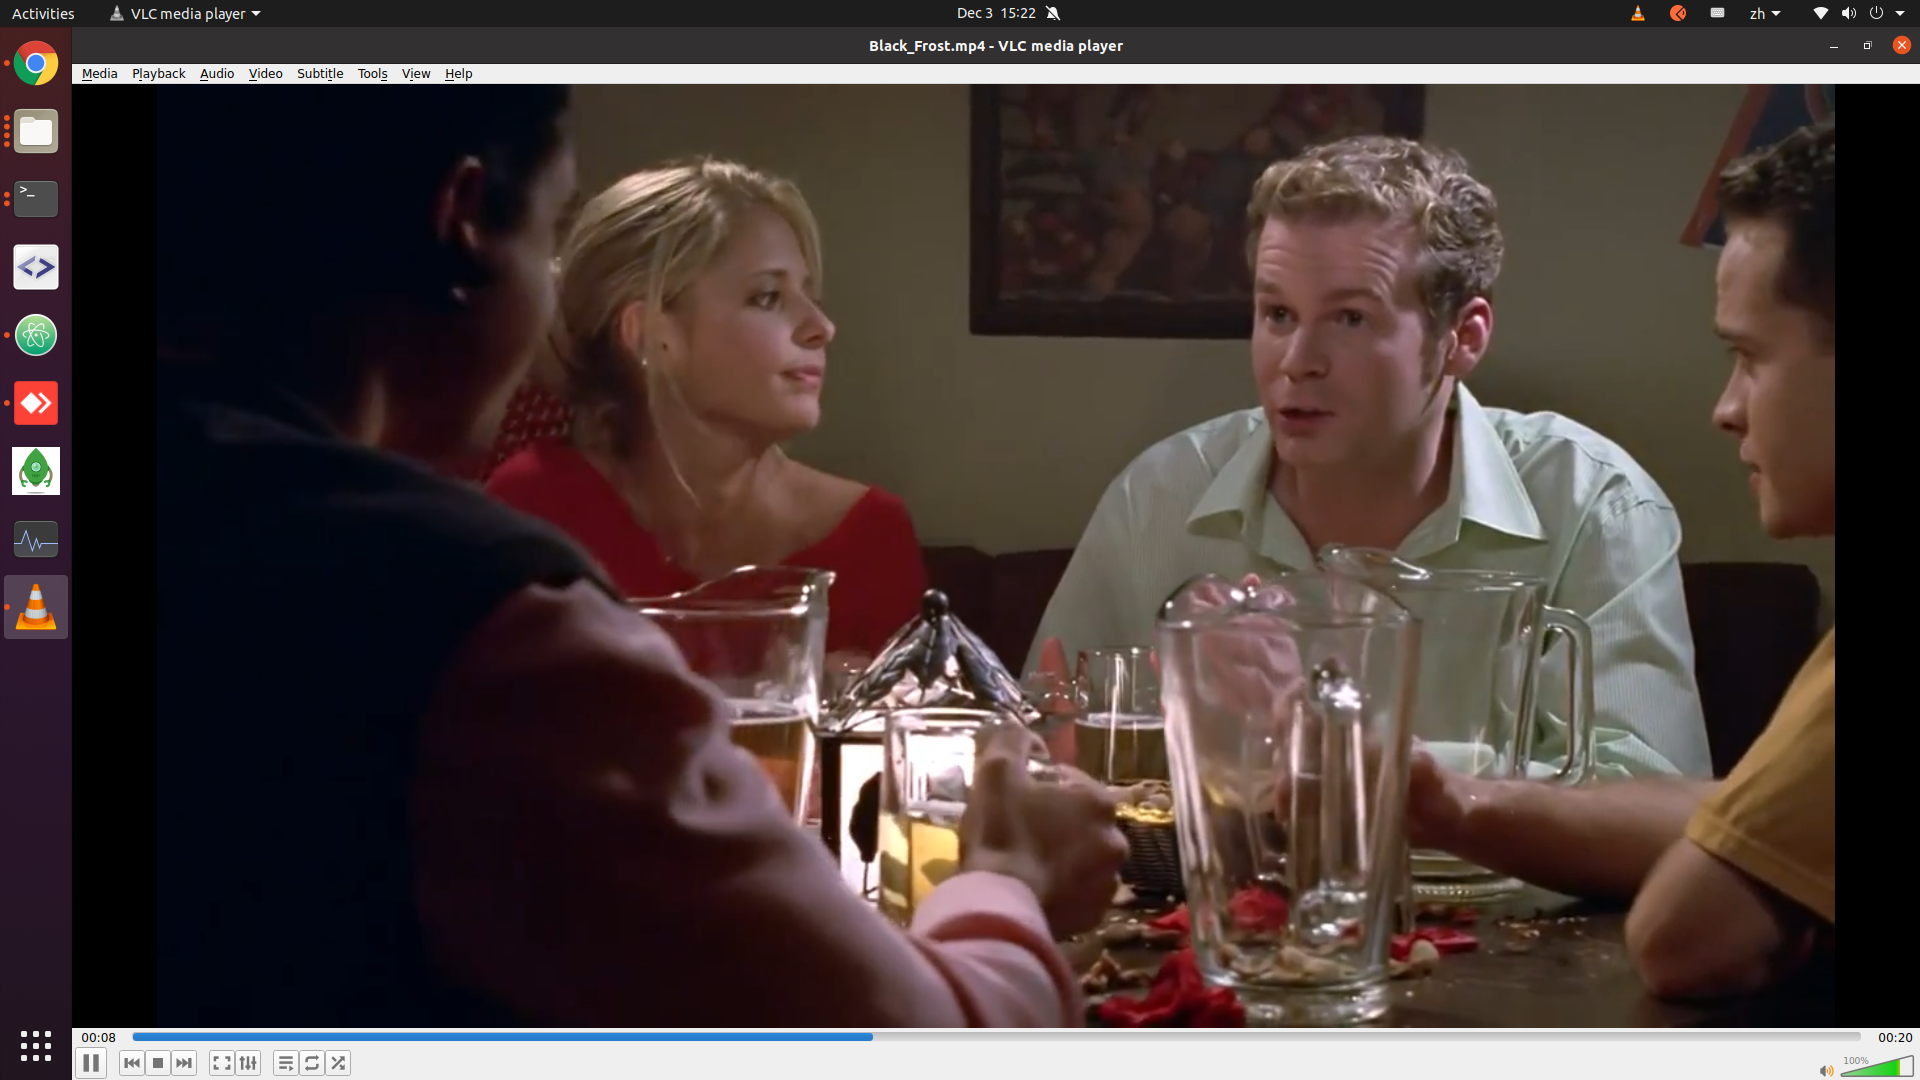 Activities VLC media player Dec 3 15:22 zh
Black_Frost.mp4 - VLC media player
Media Playback Audio Video Subtitle Tools View Help
>_
00:08 00:20
100%